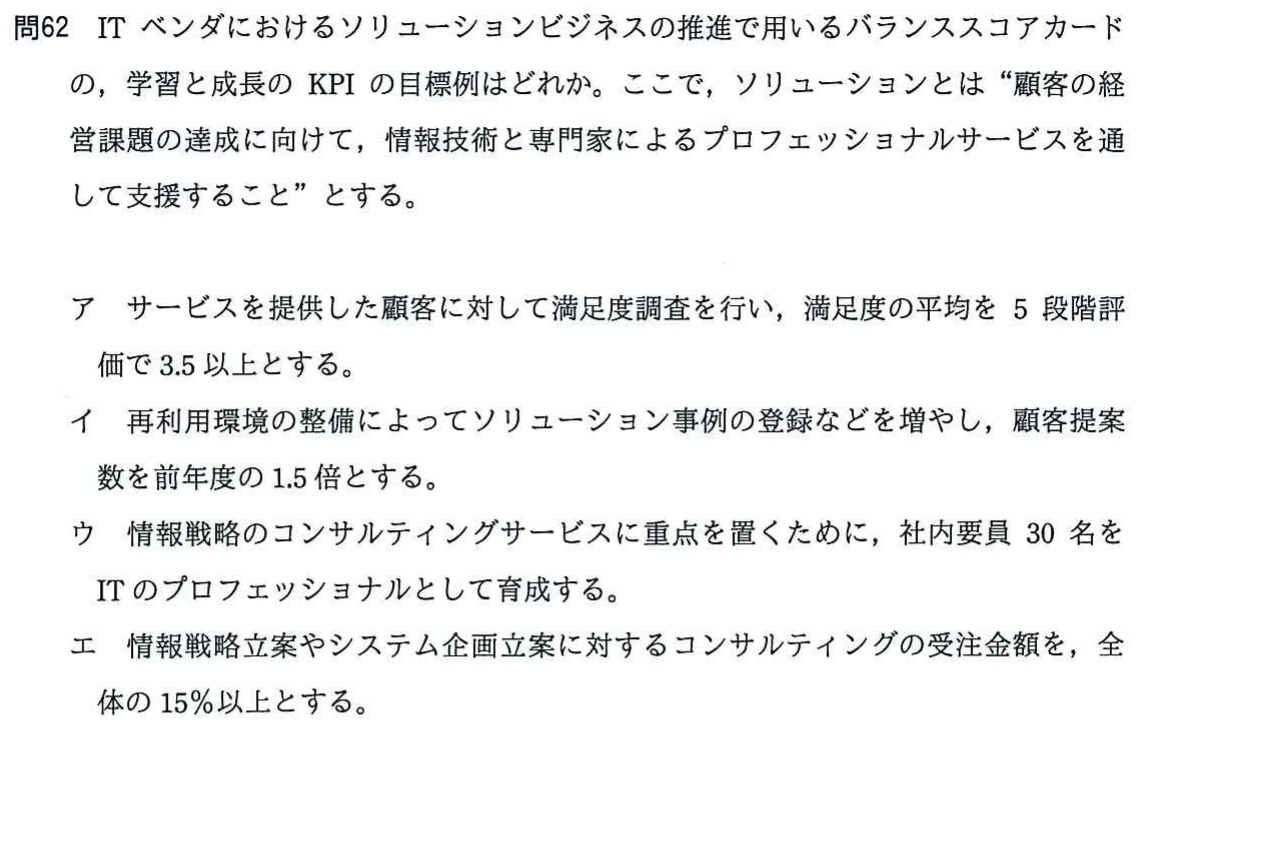 問62 IT ベンダにおけるソリューションビジネスの推進で用いるバランススコアカード
の，学習と成長の KPI の目標例はどれか。ここで，ソリューションとは“顧客の経
営課題の達成に向けて，情報技術と専門家によるプロフェッショナルサービスを通
して支援すること”とする。
ア サービスを提供した顧客に対して満足度調査を行い，満足度の平均を 5 段階評
価で 3.5 以上とする。
イ 再利用環境の整備によってソリューション事例の登録などを増やし，顧客提案
数を前年度の 1.5 倍とする。
ウ 情報戦略のコンサルティングサービスに重点を置くために，社内要員 30 名を
IT のプロフェッショナルとして育成する。
エ 情報戦略立案やシステム企画立案に対するコンサルティングの受注金額を，全
体の 15％以上とする。